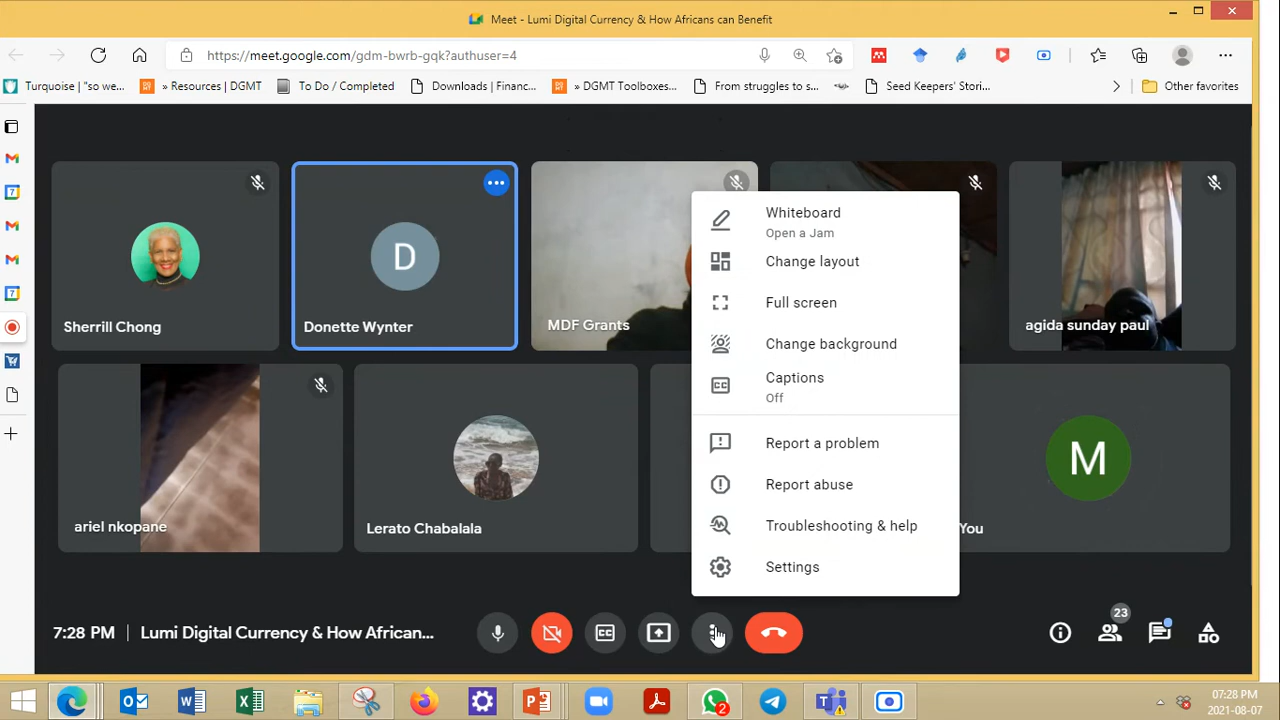 Meet - Lumi Digital Currency & How Africans can Benefit
https://meet.google.com/gdm-bwrb-gqk?authuser=4
Turquoise | "so we...
» Resources | DGMT
To Do / Completed
Downloads | Financ...
» DGMT Toolboxes...
From struggles to s...
Seed Keepers' Stori...
Other favorites
Sherrill Chong
D
Donette Wynter
MDF Grants
agida sunday paul
Whiteboard
Open a Jam
Change layout
Full screen
Change background
Captions
Off
Report a problem
Report abuse
Troubleshooting & help
Settings
ariel nkopane
Lerato Chabalala
M
You
7:28 PM | Lumi Digital Currency & How African...
23
2
07:28 PM
2021-08-07